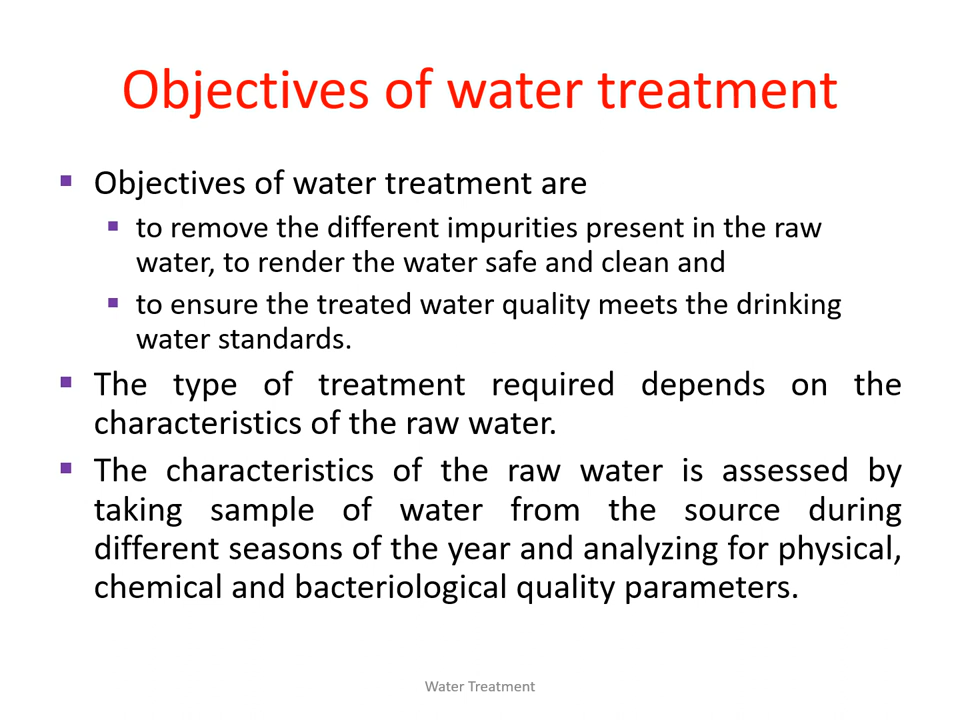 Objectives of water treatment
Objectives of water treatment are
to remove the different impurities present in the raw
water, to render the water safe and clean and
to ensure the treated water quality meets the drinking
water standards.
The type of treatment required depends on the
characteristics of the raw water.
The characteristics of the raw water is assessed by
taking sample of water from the source during
different seasons of the year and analyzing for physical,
chemical and bacteriological quality parameters.
Water Treatment